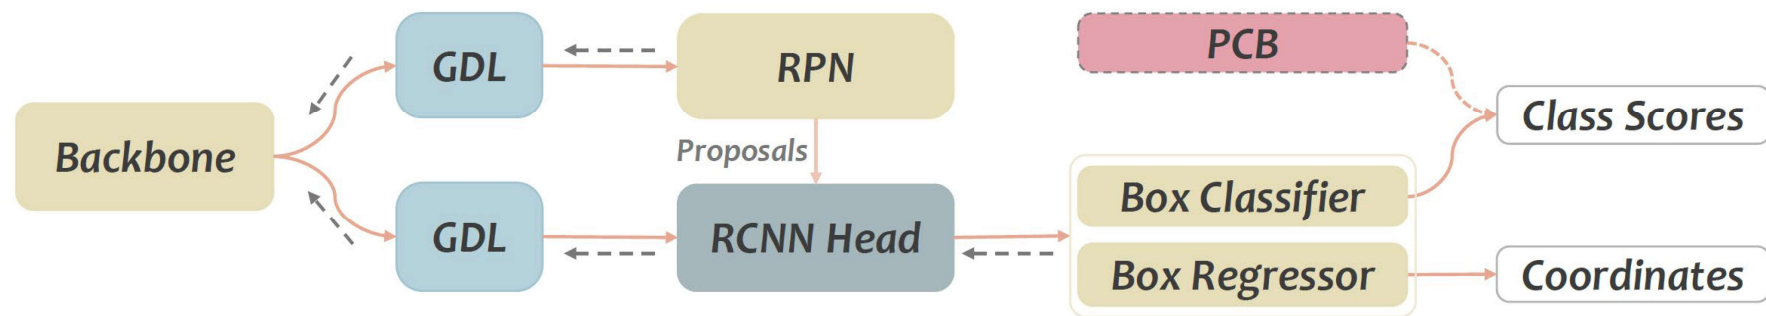 Backbone
GDL
RPN
Proposals
GDL
RCNN Head
PCB
Box Classifier
Box Regressor
Class Scores
Coordinates